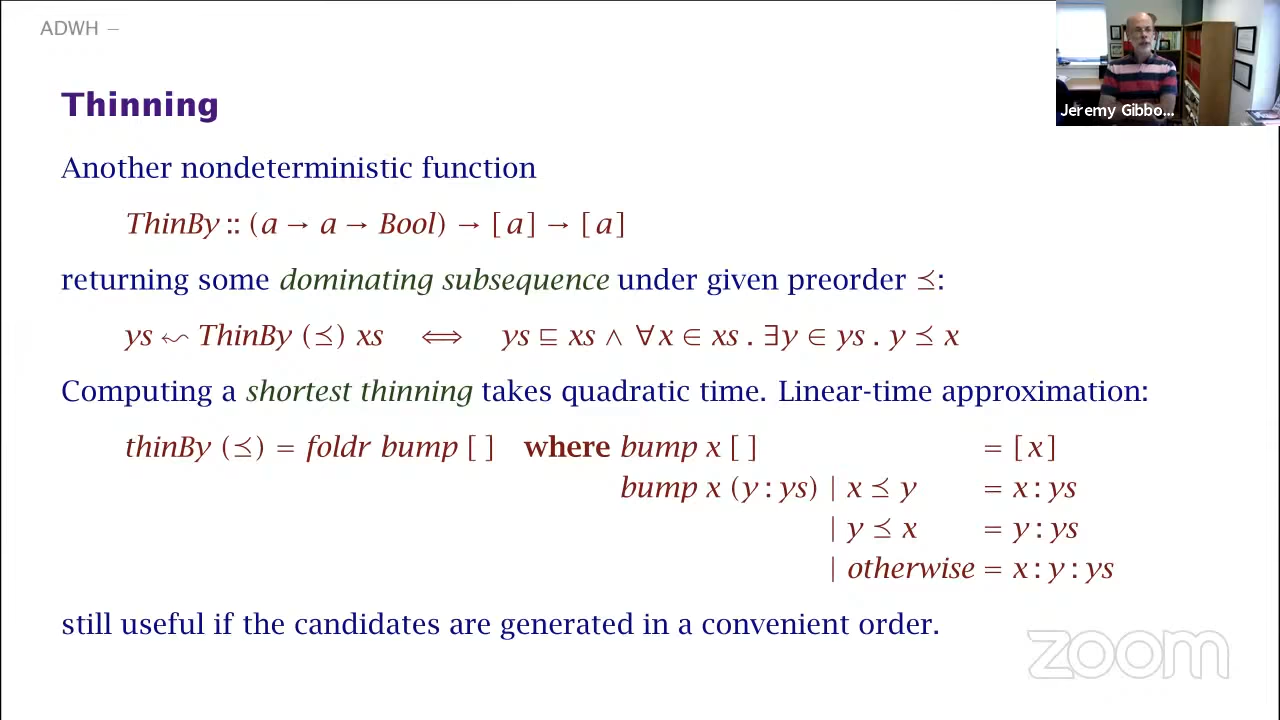 ADWH –
Jeremy Gibbo...
Thinning
Another nondeterministic function
ThinBy :: (a → a → Bool) → [a] → [a]
returning some dominating subsequence under given preorder ⪯:
ys ↜ ThinBy (⪯) xs ⟺ ys ⊑ xs ∧ ∀x ∈ xs . ∃y ∈ ys . y ⪯ x
Computing a shortest thinning takes quadratic time. Linear-time approximation:
thinBy (⪯) = foldr bump [ ] where bump x [ ] = [x]
bump x (y : ys) | x ⪯ y = x : ys
| y ⪯ x = y : ys
| otherwise = x : y : ys
still useful if the candidates are generated in a convenient order.
zoom